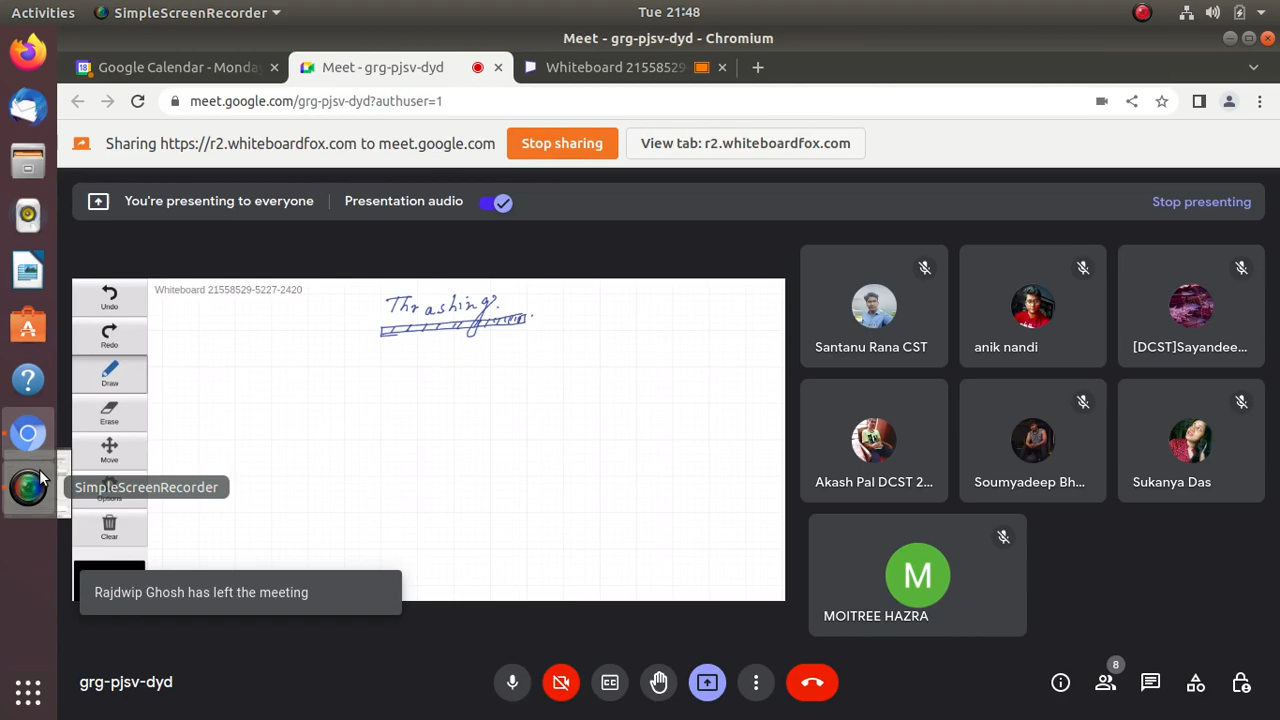 Activities
SimpleScreenRecorder
Tue 21:48
Meet - grg-pjsv-dyd - Chromium
Google Calendar - Monda
Meet - grg-pjsv-dyd
Whiteboard 21558529
meet.google.com/grg-pjsv-dyd?authuser=1
Sharing https://r2.whiteboardfox.com to meet.google.com
Stop sharing
View tab: r2.whiteboardfox.com
You're presenting to everyone
Presentation audio
Stop presenting
Undo
Redo
Draw
Erase
Move
Options
Clear
Whiteboard 21558529-5227-2420
Thrashing.
SimpleScreenRecorder
Rajdwip Ghosh has left the meeting
Santanu Rana CST
anik nandi
[DCST]Sayandee...
Akash Pal DCST 2...
Soumyadeep Bh...
Sukanya Das
M
MOITREE HAZRA
grg-pjsv-dyd
8